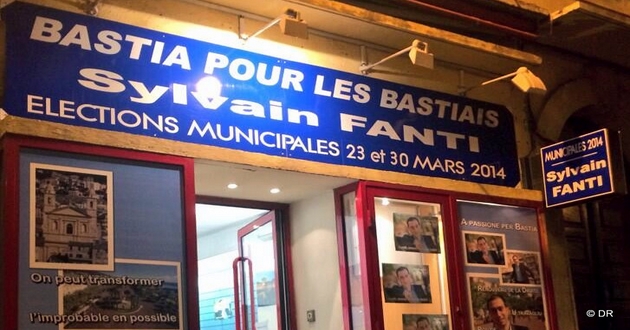 BASTIA POUR LES BASTIAIS
Sylvain FANTI
ELECTIONS MUNICIPALES 23 et 30 MARS 2014
MUNICIPALES 2014
Sylvain
FANTI
On peut transformer
l'improbable en possible
A PASSIONE PER BASTIA
© DR